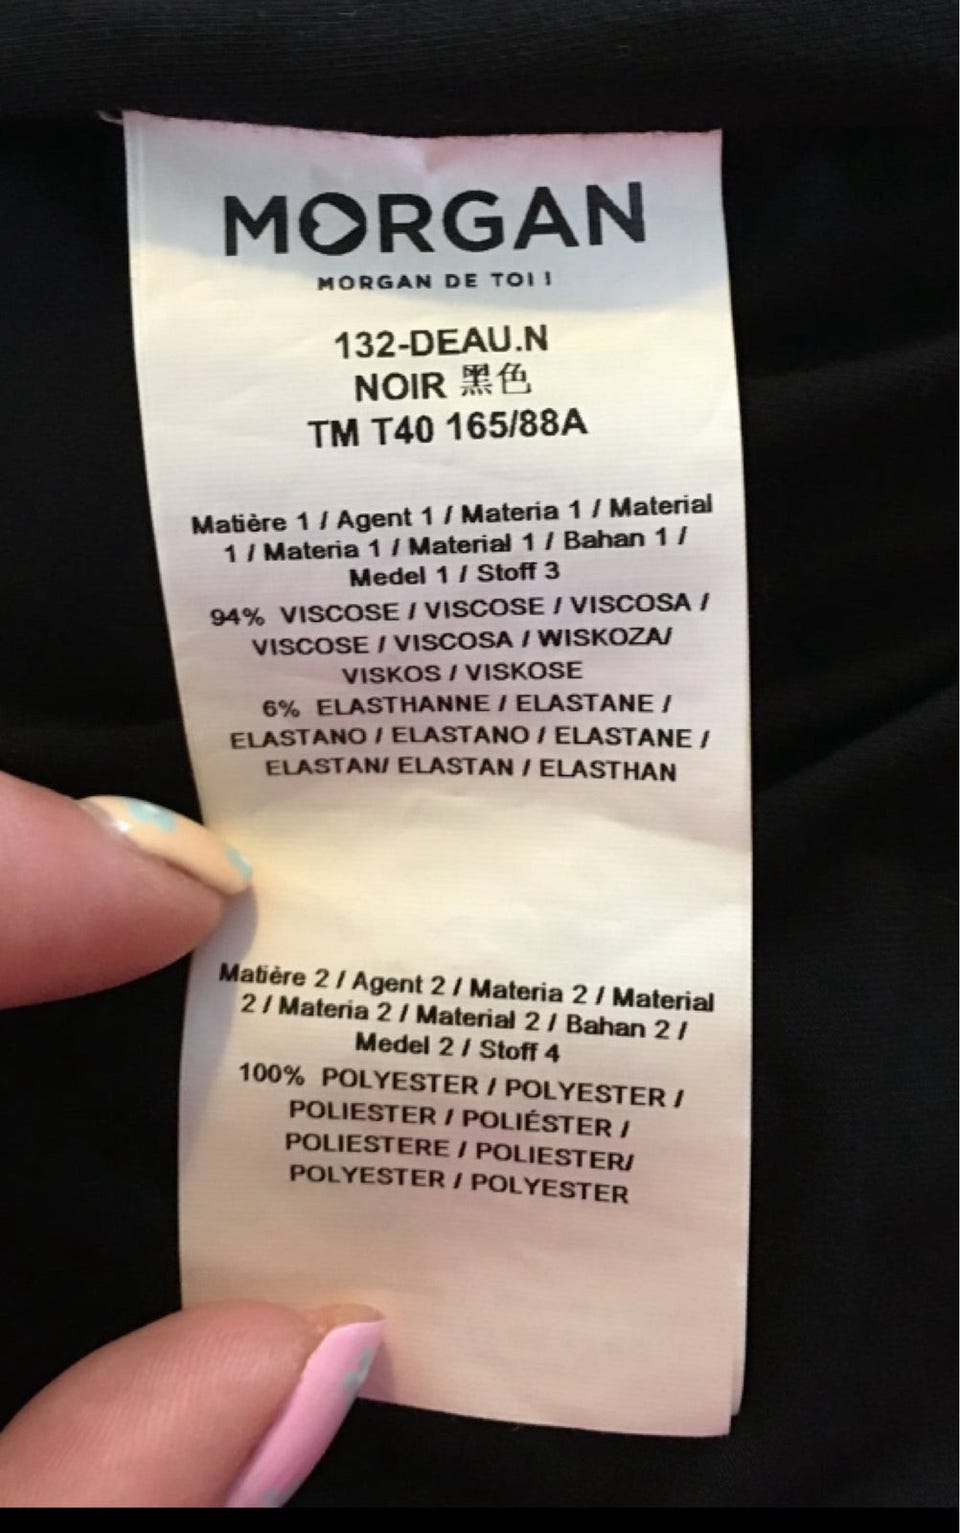 MORGAN
MORGAN DE TOI !
132-DEAU.N
NOIR 黑色
TM T40 165/88A
Matière 1 / Agent 1 / Materia 1 / Material
1 / Materia 1 / Material 1 / Bahan 1 /
Medel 1 / Stoff 3
94% VISCOSE / VISCOSE / VISCOSA /
VISCOSE / VISCOSA / WISKOZA/
VISKOS / VISKOSE
6% ELASTHANNE / ELASTANE /
ELASTANO / ELASTANO / ELASTANE /
ELASTAN/ ELASTAN / ELASTHAN
Matière 2 / Agent 2 / Materia 2 / Material
2 / Materia 2 / Material 2 / Bahan 2 /
Medel 2 / Stoff 4
100% POLYESTER / POLYESTER /
POLIESTER / POLIÉSTER /
POLIESTERE / POLIESTER/
POLYESTER / POLYESTER